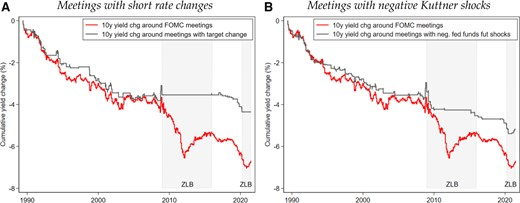 A
Meetings with short rate changes
10y yield chg around FOMC meetings
10y yield chg around meetings with target change
Cumulative yield change (%)
0
-2
-4
-6
-8
ZLB
ZLB
1990
2000
2010
2020
B
Meetings with negative Kuttner shocks
10y yield chg around FOMC meetings
10y yield chg around meetings with neg. fed funds fut shocks
Cumulative yield change (%)
0
-2
-4
-6
-8
ZLB
ZLB
1990
2000
2010
2020